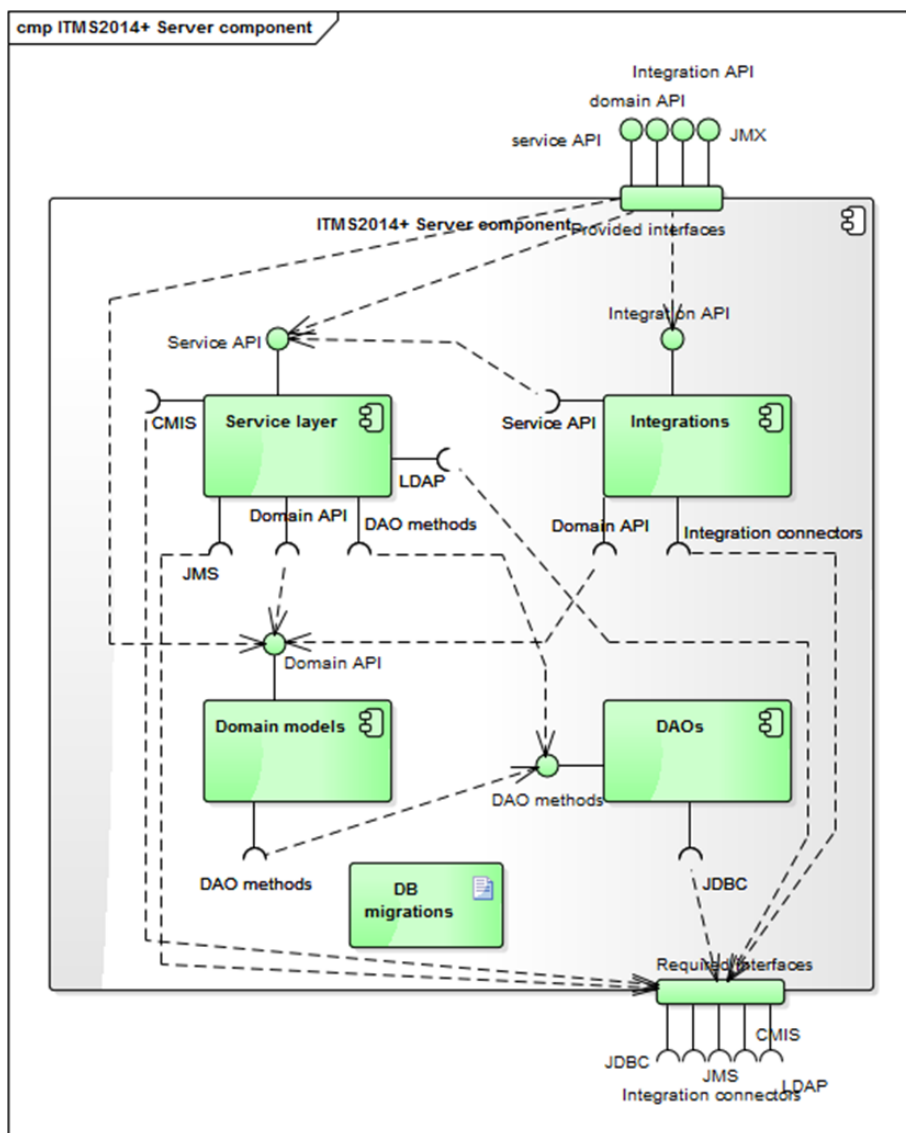 cmp ITMS2014+ Server component
Integration API
domain API
service API
JMX
ITMS2014+ Server component
Provided interfaces
Service API
Integration API
CMIS
Service layer
Service API
Integrations
LDAP
Domain API
DAO methods
Domain API
Integration connectors
JMS
Domain API
Domain models
DAOs
DAO methods
DAO methods
JDBC
DB
migrations
Required interfaces
CMIS
JDBC
JMS
LDAP
Integration connectors